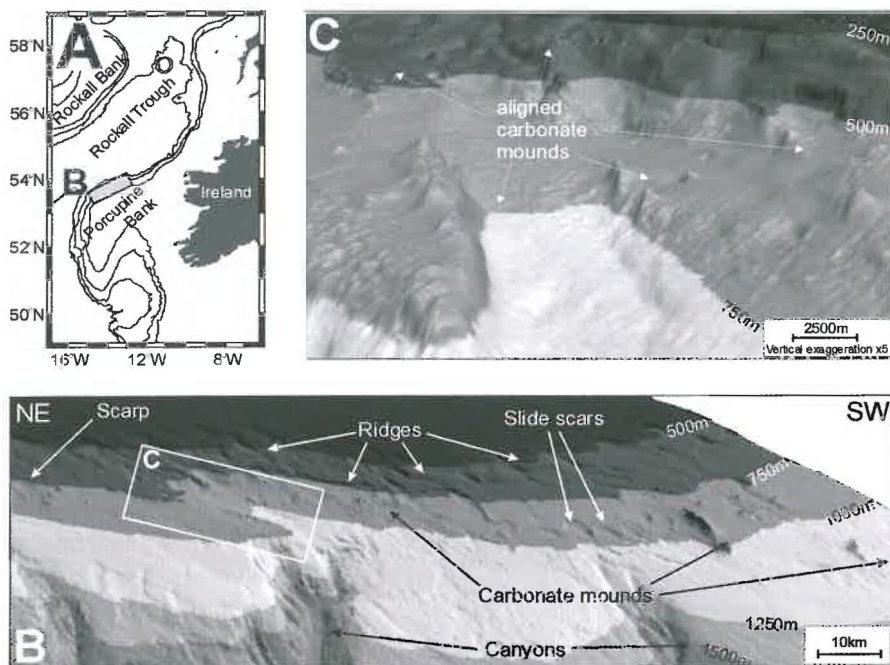 58°N
56°N
54°N
52°N
50°N
16°W
12°W
8°W
A
Rockall Bank
Rockall Trough
B
Porcupine
Bank
Ireland
C
250m
500m
750m
aligned
carbonate
mounds
2500m
Vertical exaggeration x5
NE
SW
Scarp
Ridges
Slide scars
C
500m
750m
1000m
Carbonate mounds
Canyons
1250m
1500m
10km
B